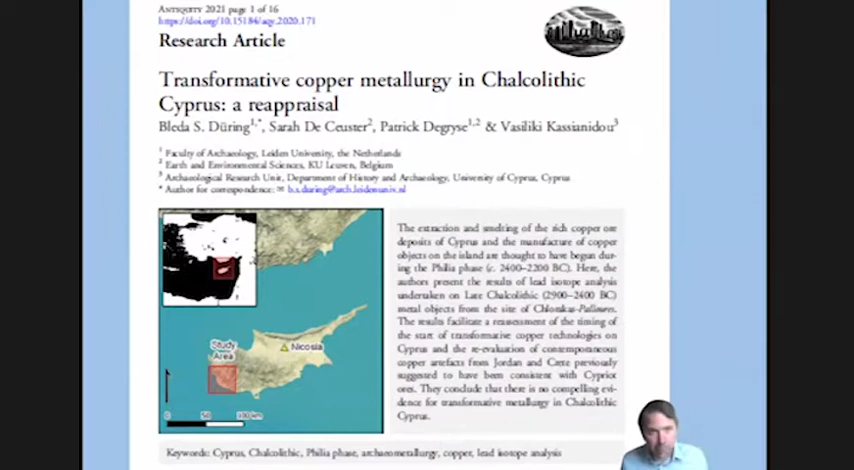 ANTIQUITY 2021 page 1 of 16
https://doi.org/10.15184/aqy.2020.171
Research Article
Transformative copper metallurgy in Chalcolithic
Cyprus: a reappraisal
Bleda S. Düring1,*, Sarah De Ceuster2, Patrick Degryse1,2 & Vasiliki Kassianidou3
1 Faculty of Archaeology, Leiden University, the Netherlands
2 Earth and Environmental Sciences, KU Leuven, Belgium
3 Archaeological Research Unit, Department of History and Archaeology, University of Cyprus, Cyprus
* Author for correspondence: ✉ b.s.during@arch.leidenuniv.nl
Study
Area
Nicosia
0 50 100 km
The extraction and smelting of the rich copper ore
deposits of Cyprus and the manufacture of copper
objects on the island are thought to have begun dur-
ing the Philia phase (c. 2400–2200 BC). Here, the
authors present the results of lead isotope analysis
undertaken on Late Chalcolithic (2900–2400 BC)
metal objects from the site of Chlorakas-Palloures.
The results facilitate a reassessment of the timing of
the start of transformative copper technologies on
Cyprus and the re-evaluation of contemporaneous
copper artefacts from Jordan and Crete previously
suggested to have been consistent with Cypriot
ores. They conclude that there is no compelling evi-
dence for transformative metallurgy in Chalcolithic
Cyprus.
Keywords: Cyprus, Chalcolithic, Philia phase, archaeometallurgy, copper, lead isotope analysis